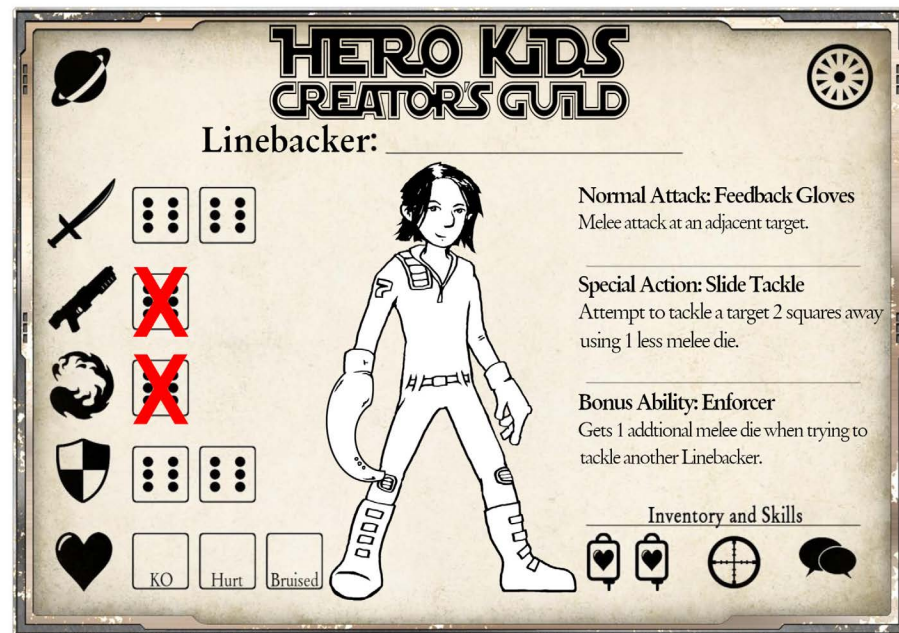 HERO KIDS
CREATOR'S GUILD
Linebacker:
Normal Attack: Feedback Gloves
Melee attack at an adjacent target.
Special Action: Slide Tackle
Attempt to tackle a target 2 squares away
using 1 less melee die.
Bonus Ability: Enforcer
Gets 1 addtional melee die when trying to
tackle another Linebacker.
X
X
Inventory and Skills
KO Hurt Bruised